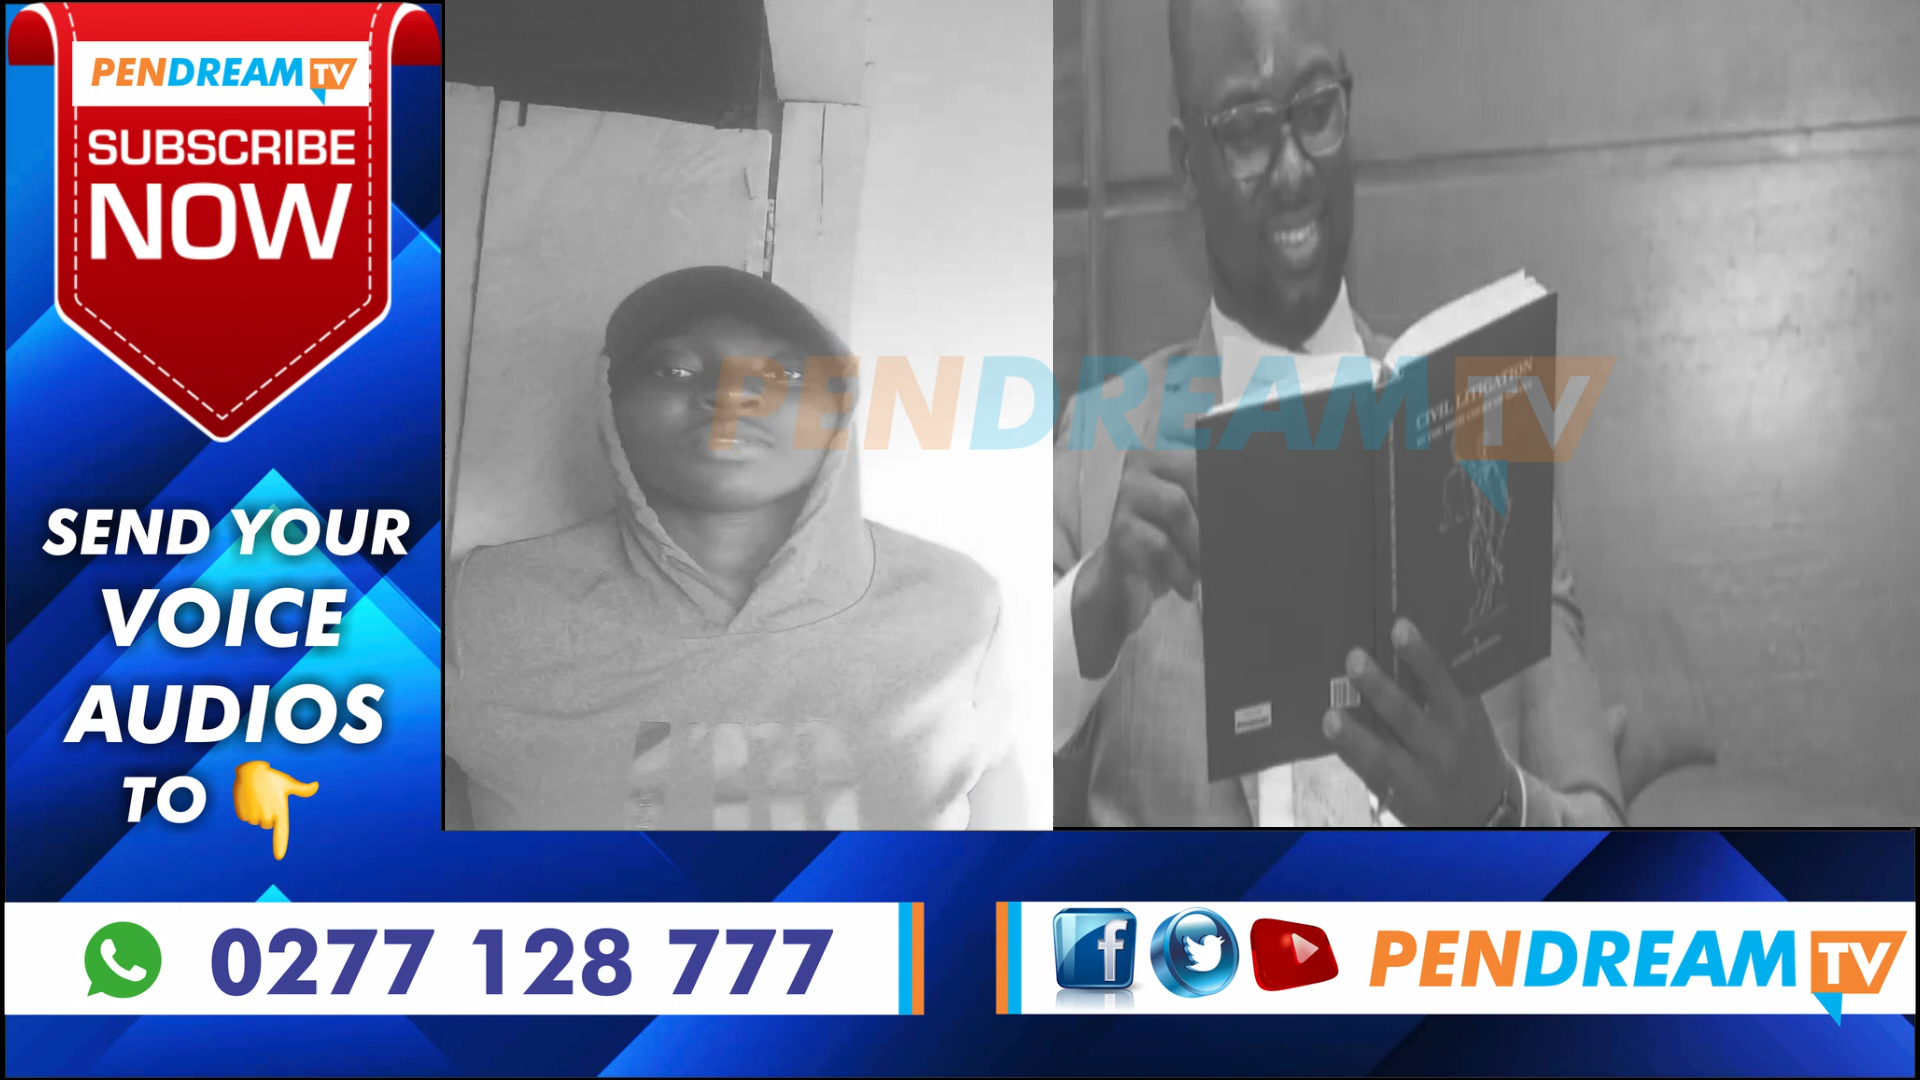 PENDREAM TV
SUBSCRIBE
NOW
SEND YOUR
VOICE
AUDIOS
TO
PENDREAM TV
CIVIL LITIGATION
0277 128 777
PENDREAM TV